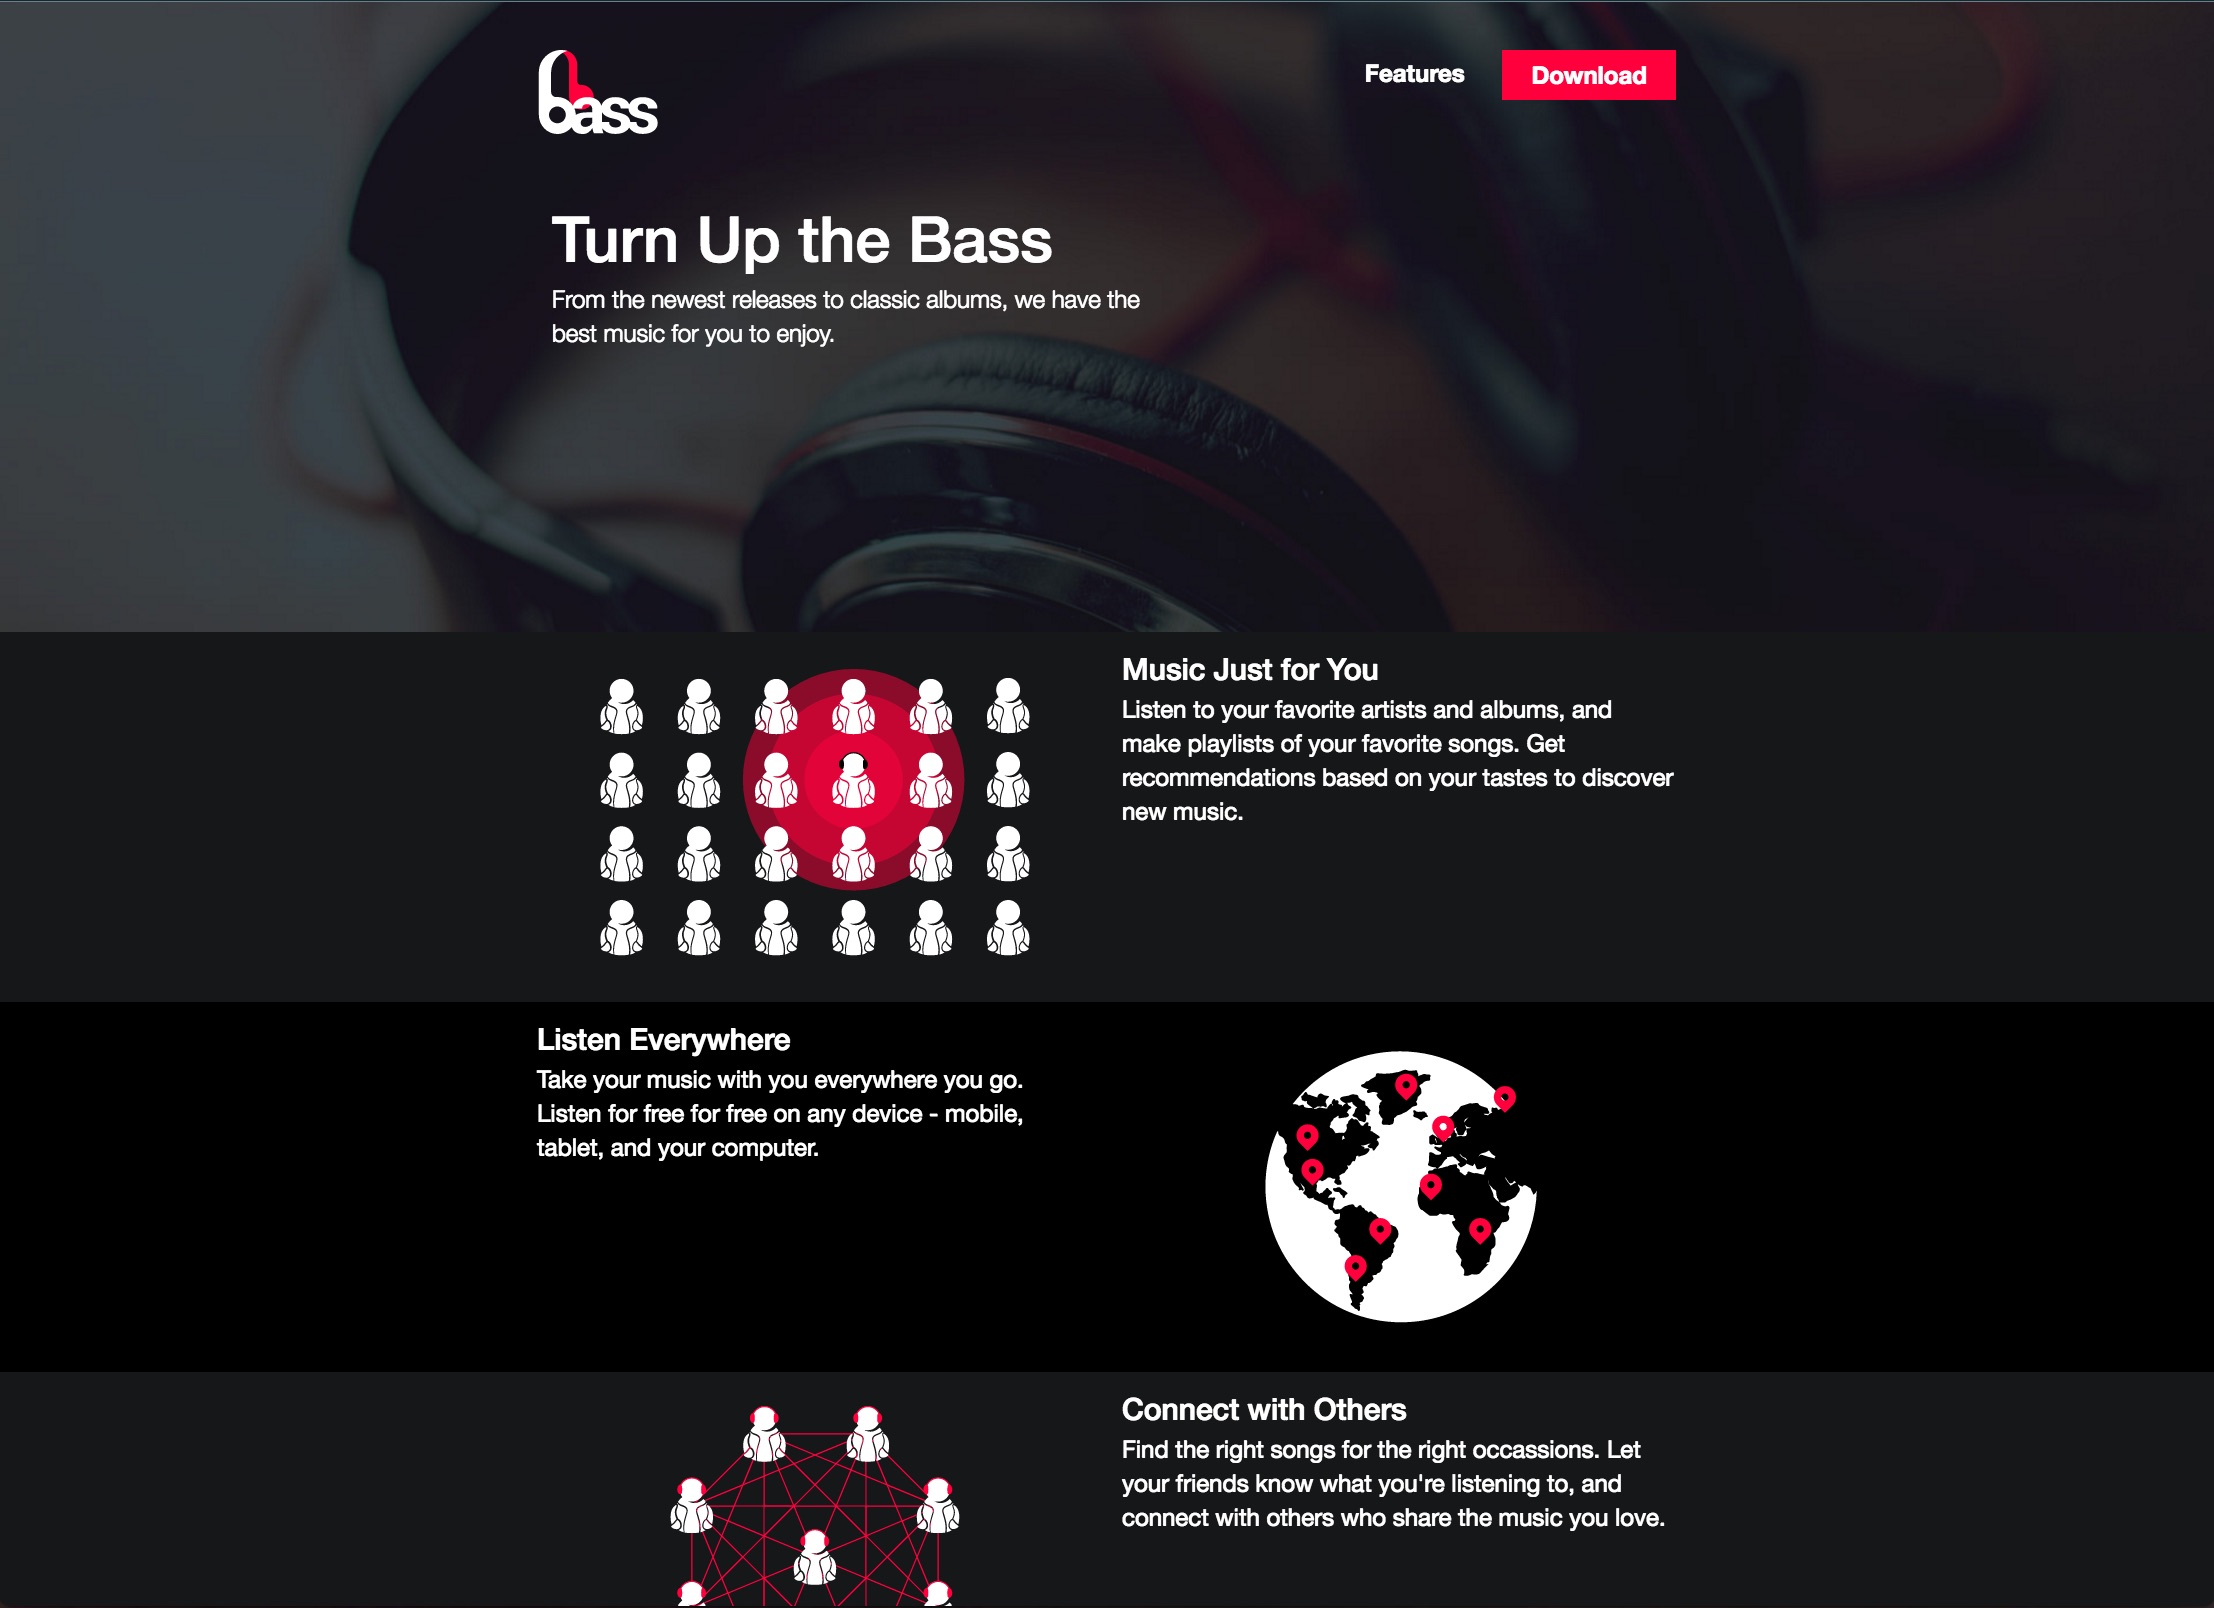 bass
Features
Download
Turn Up the Bass
From the newest releases to classic albums, we have the
best music for you to enjoy.
Music Just for You
Listen to your favorite artists and albums, and
make playlists of your favorite songs. Get
recommendations based on your tastes to discover
new music.
Listen Everywhere
Take your music with you everywhere you go.
Listen for free for free on any device - mobile,
tablet, and your computer.
Connect with Others
Find the right songs for the right occassions. Let
your friends know what you're listening to, and
connect with others who share the music you love.